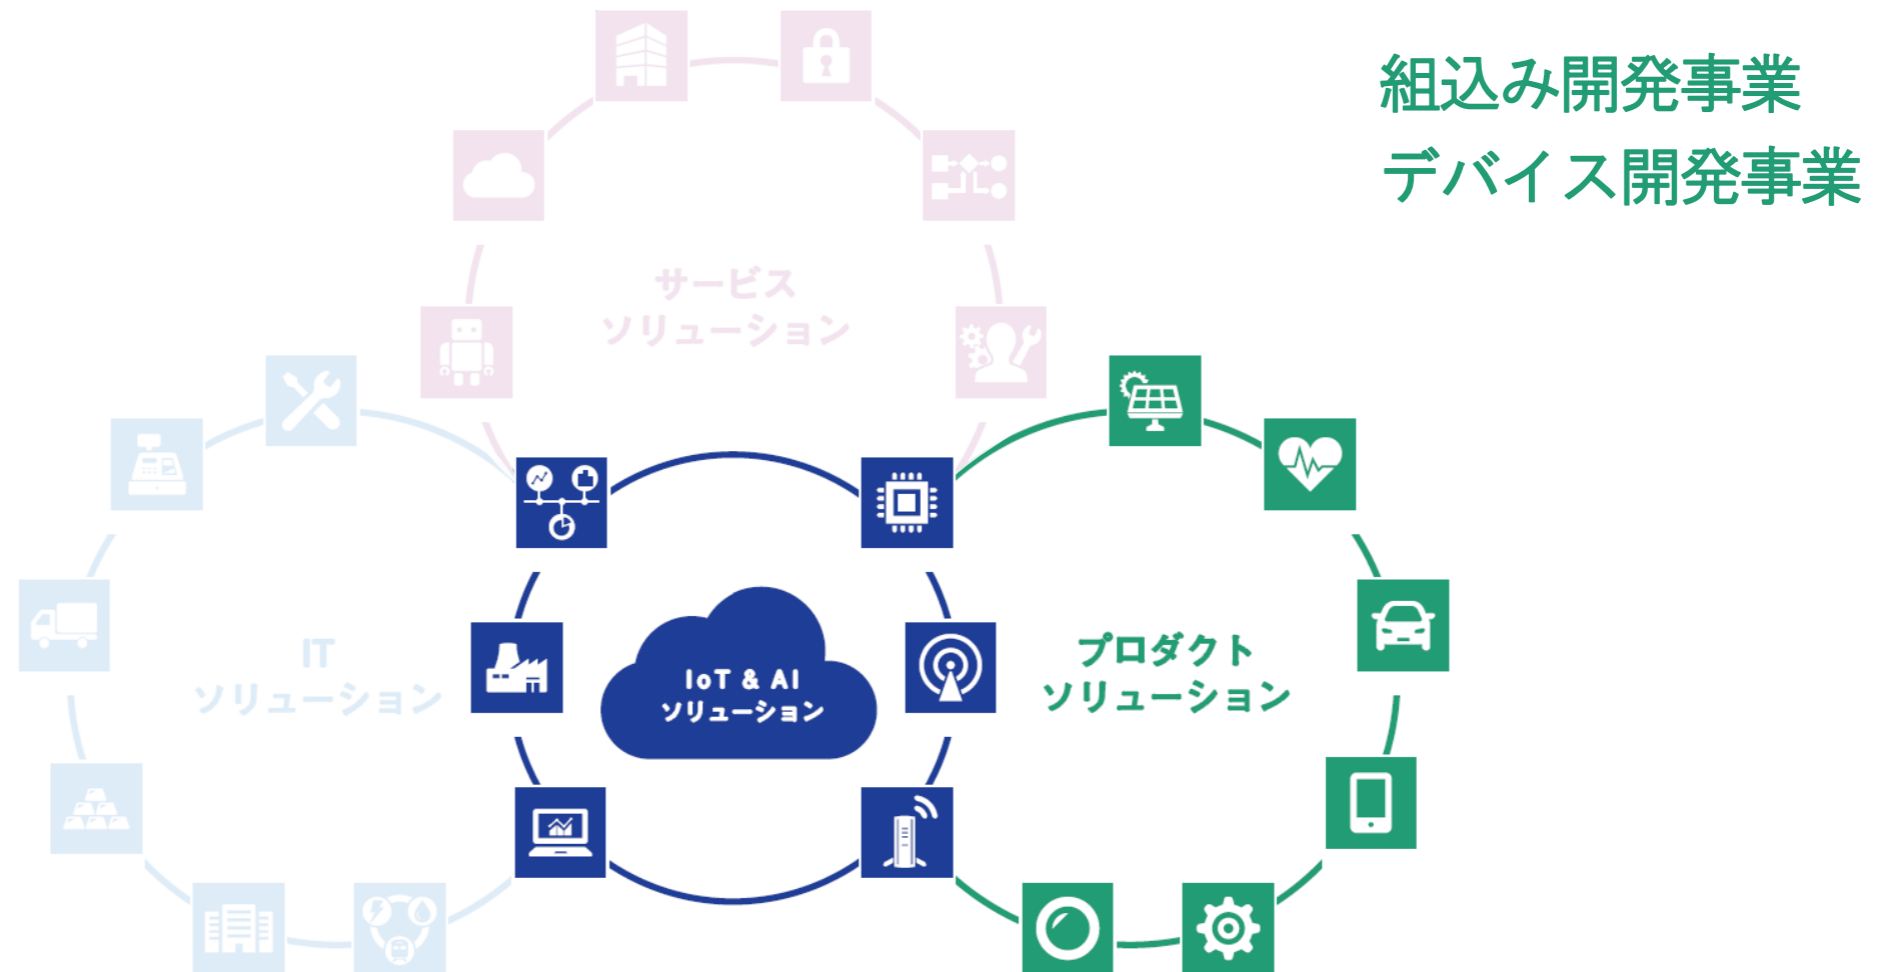 組込み開発事業
デバイス開発事業
サービス
ソリューション
IT
ソリューション
IoT & AI
ソリューション
プロダクト
ソリューション